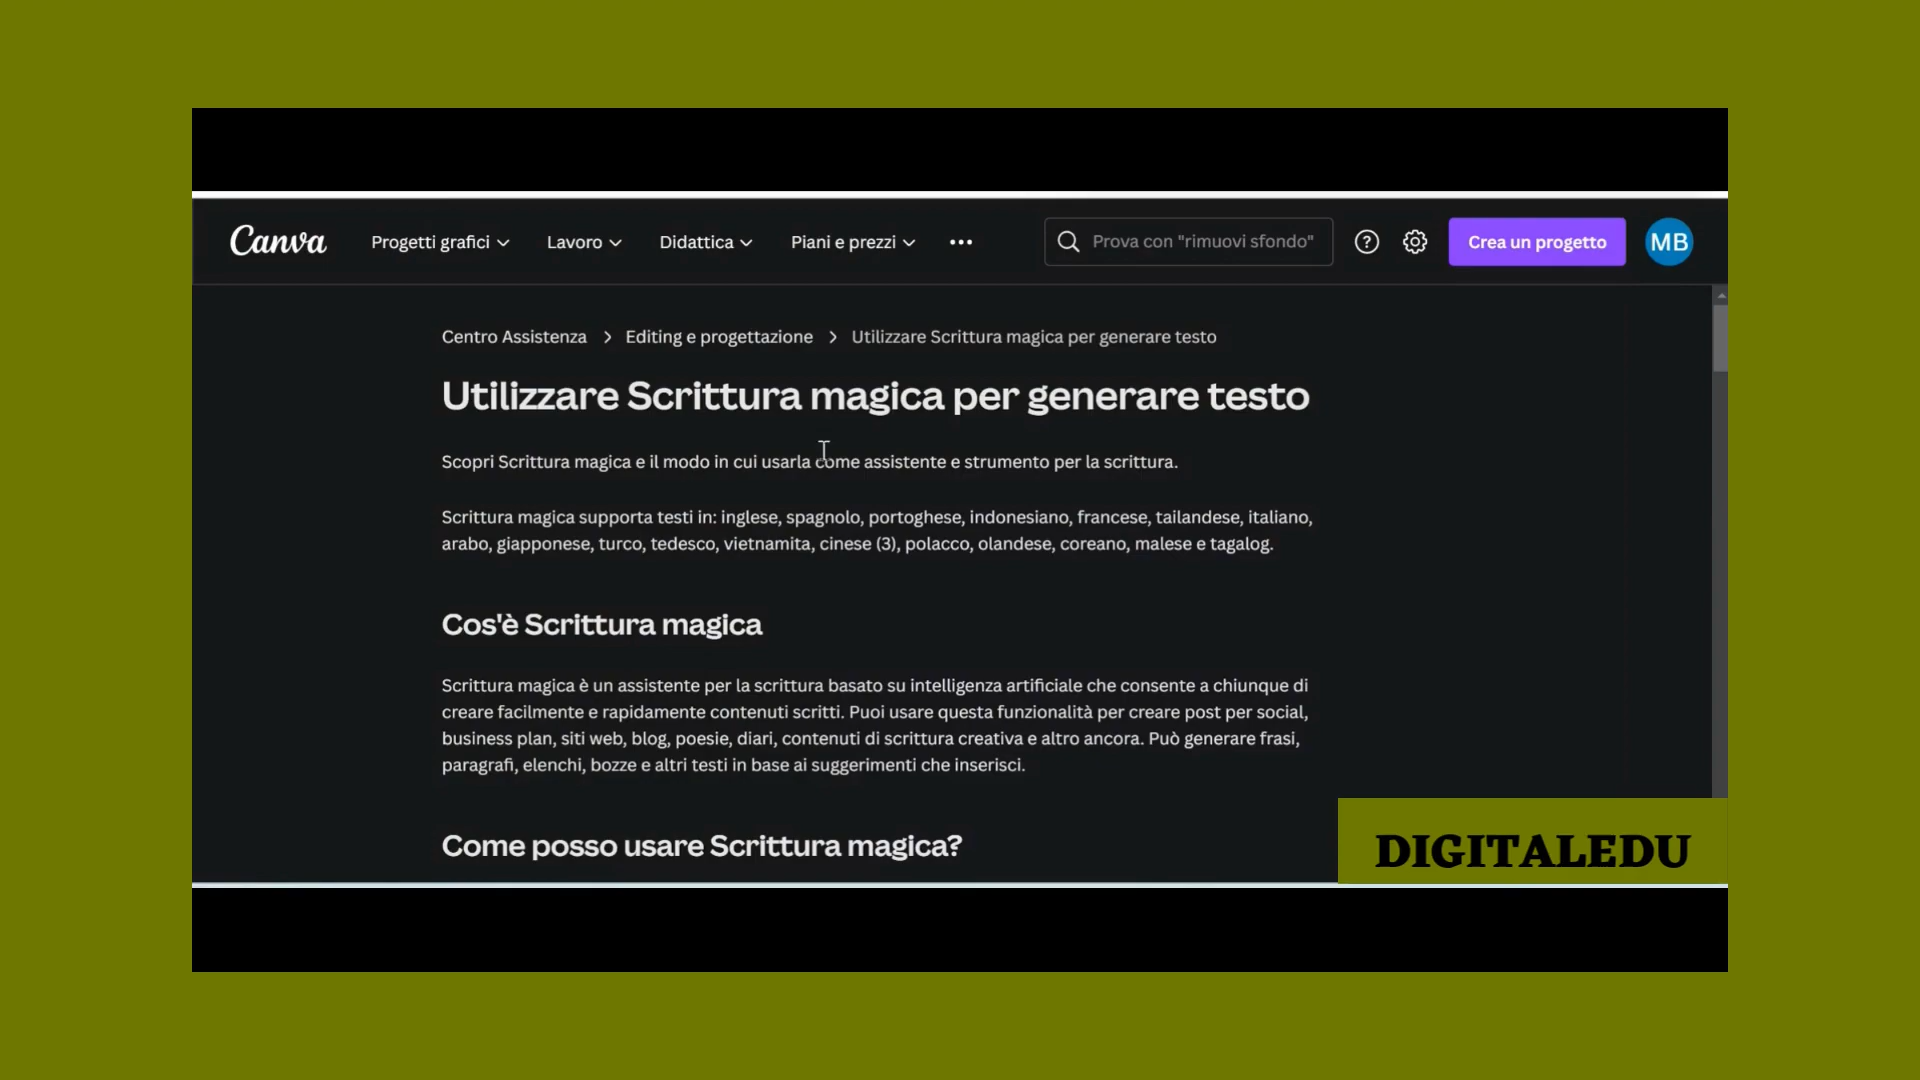 Canva
Progetti grafici
Lavoro
Didattica
Piani e prezzi
Prova con "rimuovi sfondo"
Crea un progetto
MB
Centro Assistenza > Editing e progettazione > Utilizzare Scrittura magica per generare testo
Utilizzare Scrittura magica per generare testo
Scopri Scrittura magica e il modo in cui usarla come assistente e strumento per la scrittura.
Scrittura magica supporta testi in: inglese, spagnolo, portoghese, indonesiano, francese, tailandese, italiano,
arabo, giapponese, turco, tedesco, vietnamita, cinese (3), polacco, olandese, coreano, malese e tagalog.
Cos'è Scrittura magica
Scrittura magica è un assistente per la scrittura basato su intelligenza artificiale che consente a chiunque di
creare facilmente e rapidamente contenuti scritti. Puoi usare questa funzionalità per creare post per social,
business plan, siti web, blog, poesie, diari, contenuti di scrittura creativa e altro ancora. Può generare frasi,
paragrafi, elenchi, bozze e altri testi in base ai suggerimenti che inserisci.
Come posso usare Scrittura magica?
DIGITALEDU